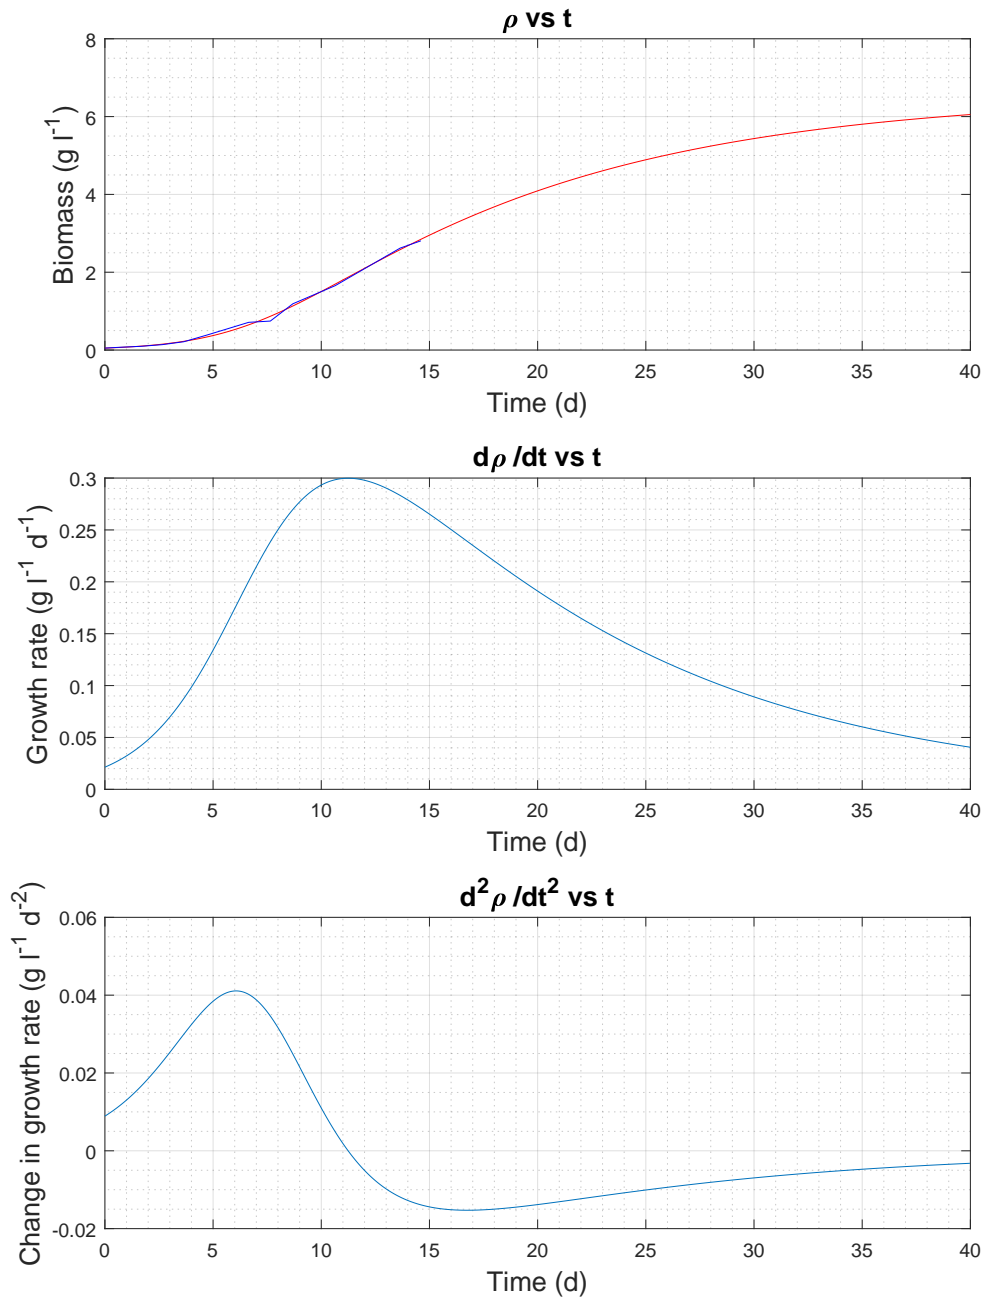 ρ vs t
Biomass (g l⁻¹)
8
6
4
2
0
0 5 10 15 20 25 30 35 40
Time (d)
dρ /dt vs t
Growth rate (g l⁻¹ d⁻¹)
0.3
0.25
0.2
0.15
0.1
0.05
0
0 5 10 15 20 25 30 35 40
Time (d)
d²ρ /dt² vs t
Change in growth rate (g l⁻¹ d⁻²)
0.06
0.04
0.02
0
-0.02
0 5 10 15 20 25 30 35 40
Time (d)